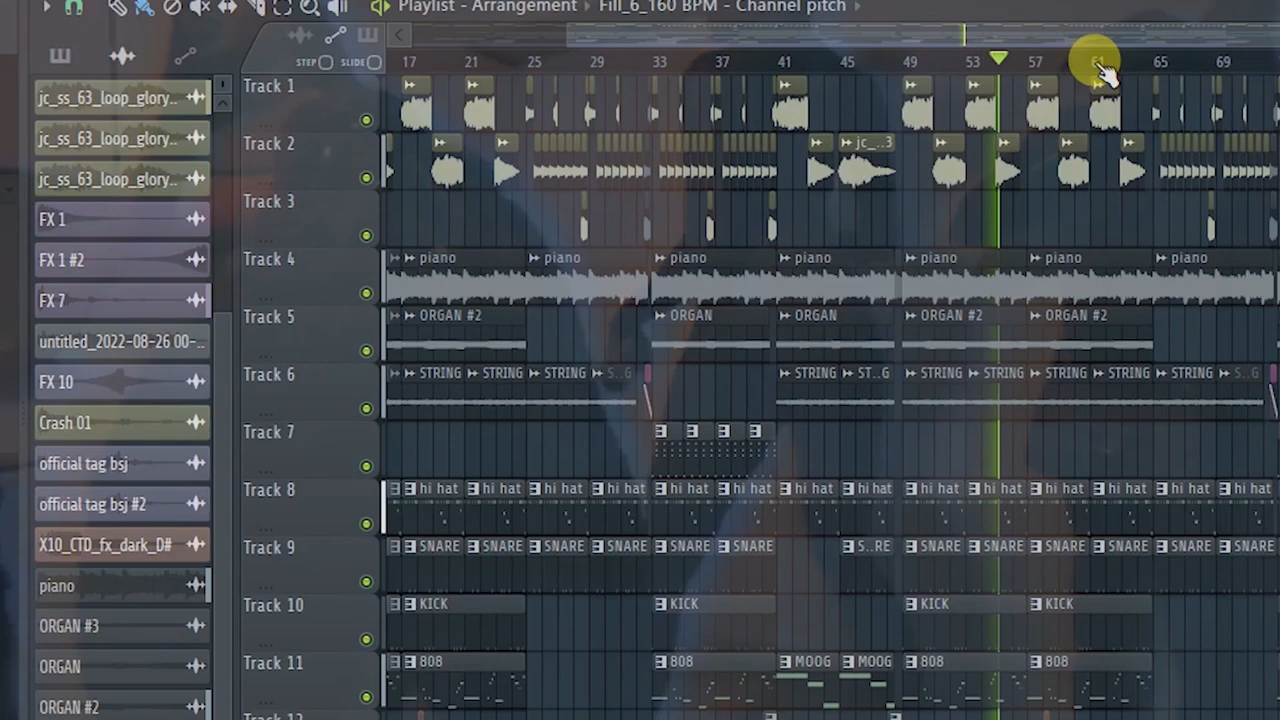 Playlist - Arrangement › Fill_6_160 BPM - Channel pitch ›
STEP SLIDE
17 21 25 29 33 37 41 45 49 53 57 61 65 69
jc_ss_63_loop_glory..
jc_ss_63_loop_glory..
jc_ss_63_loop_glory..
FX 1
FX 1 #2
FX 7
untitled_2022-08-26 00-..
FX 10
Crash 01
official tag bsj
official tag bsj #2
X10_CTD_fx_dark_D#
piano
ORGAN #3
ORGAN
ORGAN #2
Track 1
Track 2 jc_..3
Track 3
Track 4 piano piano piano piano piano piano piano
Track 5 ORGAN #2 ORGAN ORGAN ORGAN #2 ORGAN #2
Track 6 STRING STRING STRING S..G STRING ST..G STRING STRING STRING STRING STRING S..G
Track 7
Track 8 hi hat hi hat hi hat hi hat hi hat hi hat hi hat hi hat hi hat hi hat hi hat hi hat hi hat hi hat
Track 9 SNARE SNARE SNARE SNARE SNARE SNARE S..RE SNARE SNARE SNARE SNARE SNARE SNARE
Track 10 KICK KICK KICK KICK
Track 11 808 808 MOOG MOOG 808 808